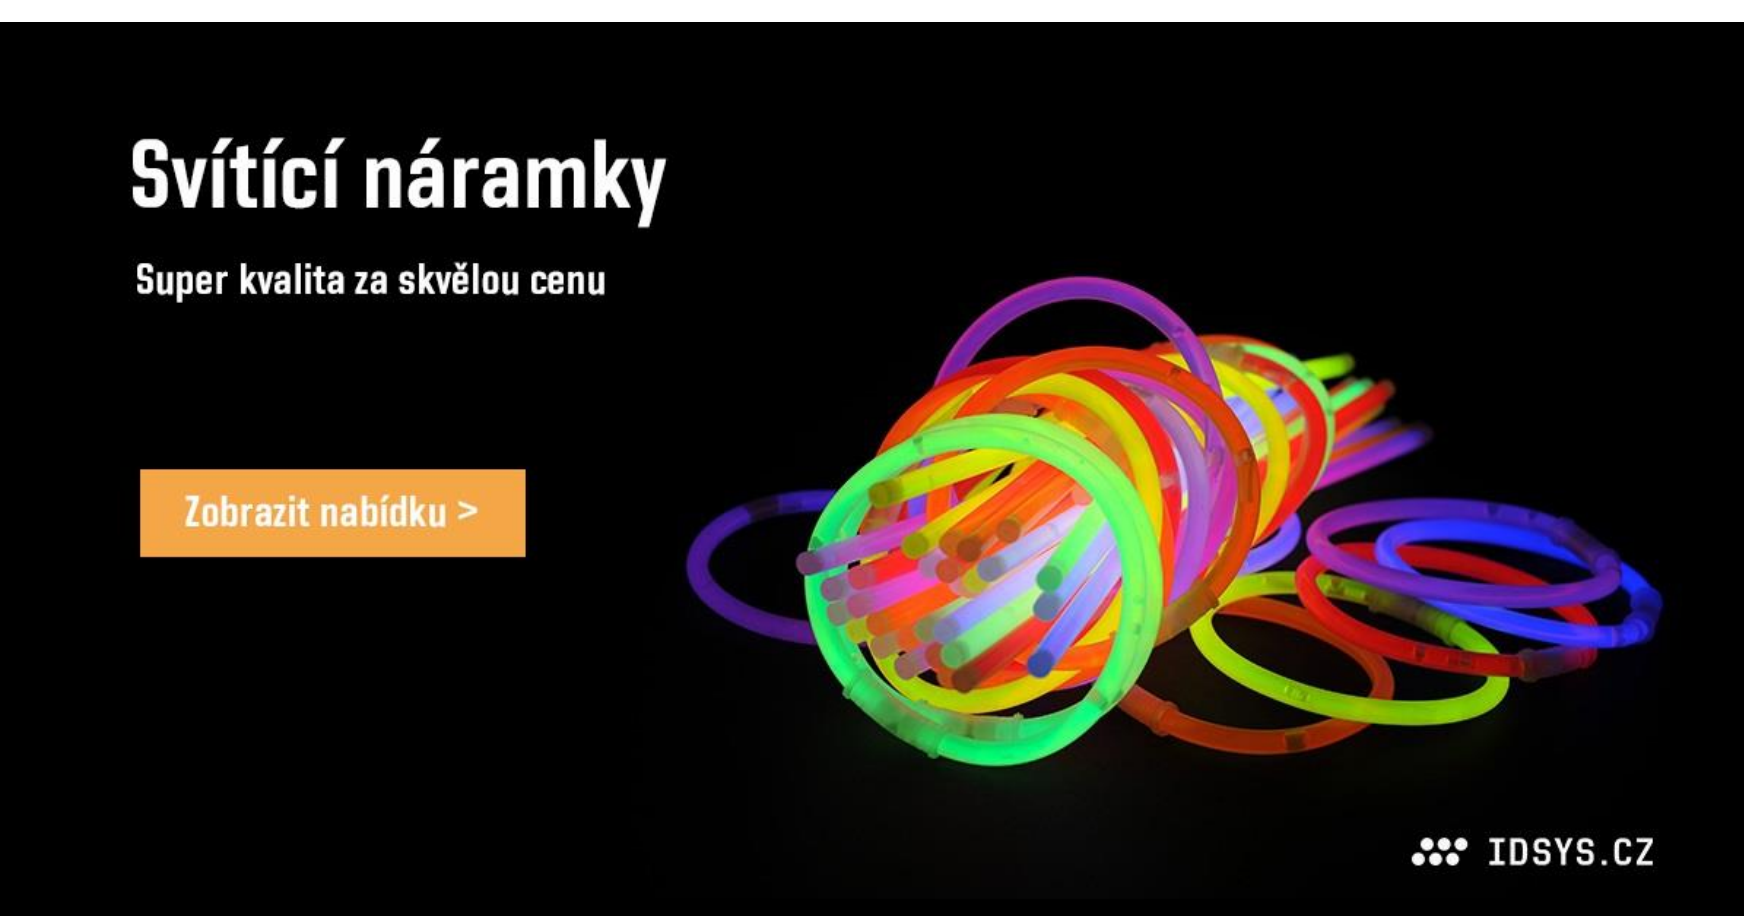 Svítící náramky
Super kvalita za skvělou cenu
Zobrazit nabídku >
IDSYS.CZ